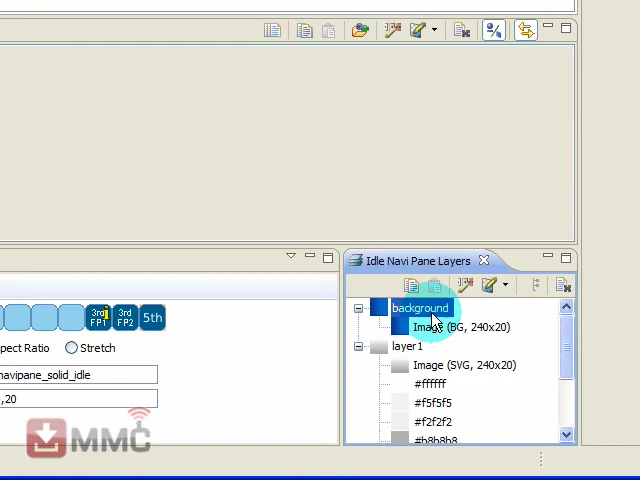 Idle Navi Pane Layers
background
Image (BG, 240x20)
layer1
Image (SVG, 240x20)
#ffffff
#f5f5f5
#f2f2f2
#b8b8b8
3rd FP1
3rd FP2
5th
pect Ratio
Stretch
navipane_solid_idle
,20
MMC